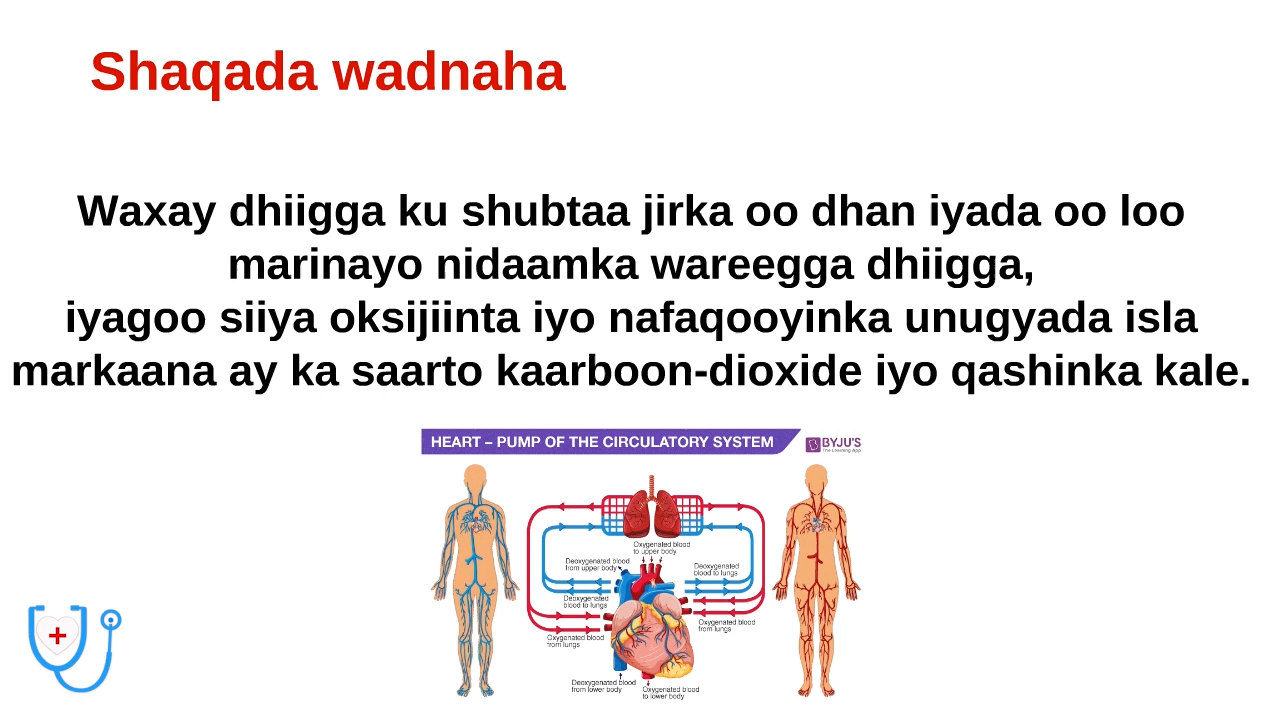 Shaqada wadnaha
Waxay dhiigga ku shubtaa jirka oo dhan iyada oo loo
marinayo nidaamka wareegga dhiigga,
iyagoo siiya oksijiinta iyo nafaqooyinka unugyada isla
markaana ay ka saarto kaarboon-dioxide iyo qashinka kale.
HEART – PUMP OF THE CIRCULATORY SYSTEM
BYJU'S
The Learning App
Oxygenated blood
to upper body
Deoxygenated blood
from upper body
Deoxygenated
blood to lungs
Deoxygenated
blood to lungs
Oxygenated blood
from lungs
Oxygenated blood
from lungs
Deoxygenated blood
from lower body
Oxygenated blood
to lower body